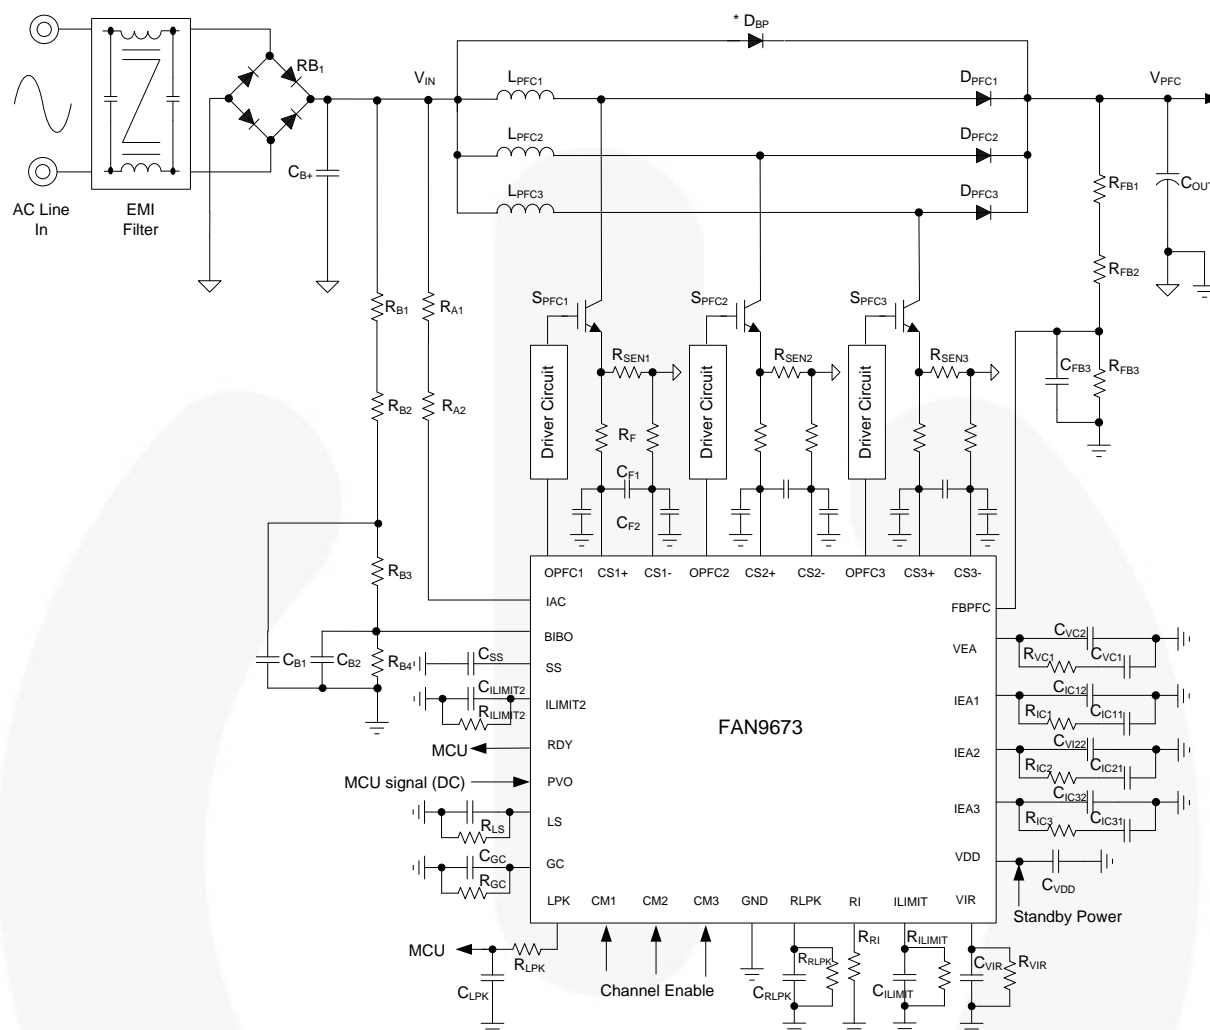 * DBP
RB1
VIN
LPFC1
DPFC1
VPFC
LPFC2
DPFC2
LPFC3
DPFC3
CB+
RFB1
COUT
AC Line
In
EMI
Filter
RFB2
RB1
RA1
SPFC1
SPFC2
SPFC3
RSEN1
RSEN2
RSEN3
CFB3
RFB3
RB2
RA2
Driver Circuit
Driver Circuit
Driver Circuit
RF
CF1
CF2
RB3
OPFC1
CS1+
CS1-
OPFC2
CS2+
CS2-
OPFC3
CS3+
CS3-
IAC
FBPFC
BIBO
CB1
CB2
RB4
CSS
SS
VEA
CVC2
RVC1
CVC1
CILIMIT2
RILIMIT2
ILIMIT2
IEA1
CIC12
RIC1
CIC11
FAN9673
MCU
RDY
IEA2
CVI22
RIC2
CIC21
MCU signal (DC)
PVO
LS
RLS
IEA3
CIC32
RIC3
CIC31
CGC
RGC
GC
VDD
CVDD
LPK
CM1
CM2
CM3
GND
RLPK
RI
ILIMIT
VIR
Standby Power
MCU
RLPK
CLPK
Channel Enable
RRLPK
CRLPK
RRI
RILIMIT
CILIMIT
CVIR
RVIR